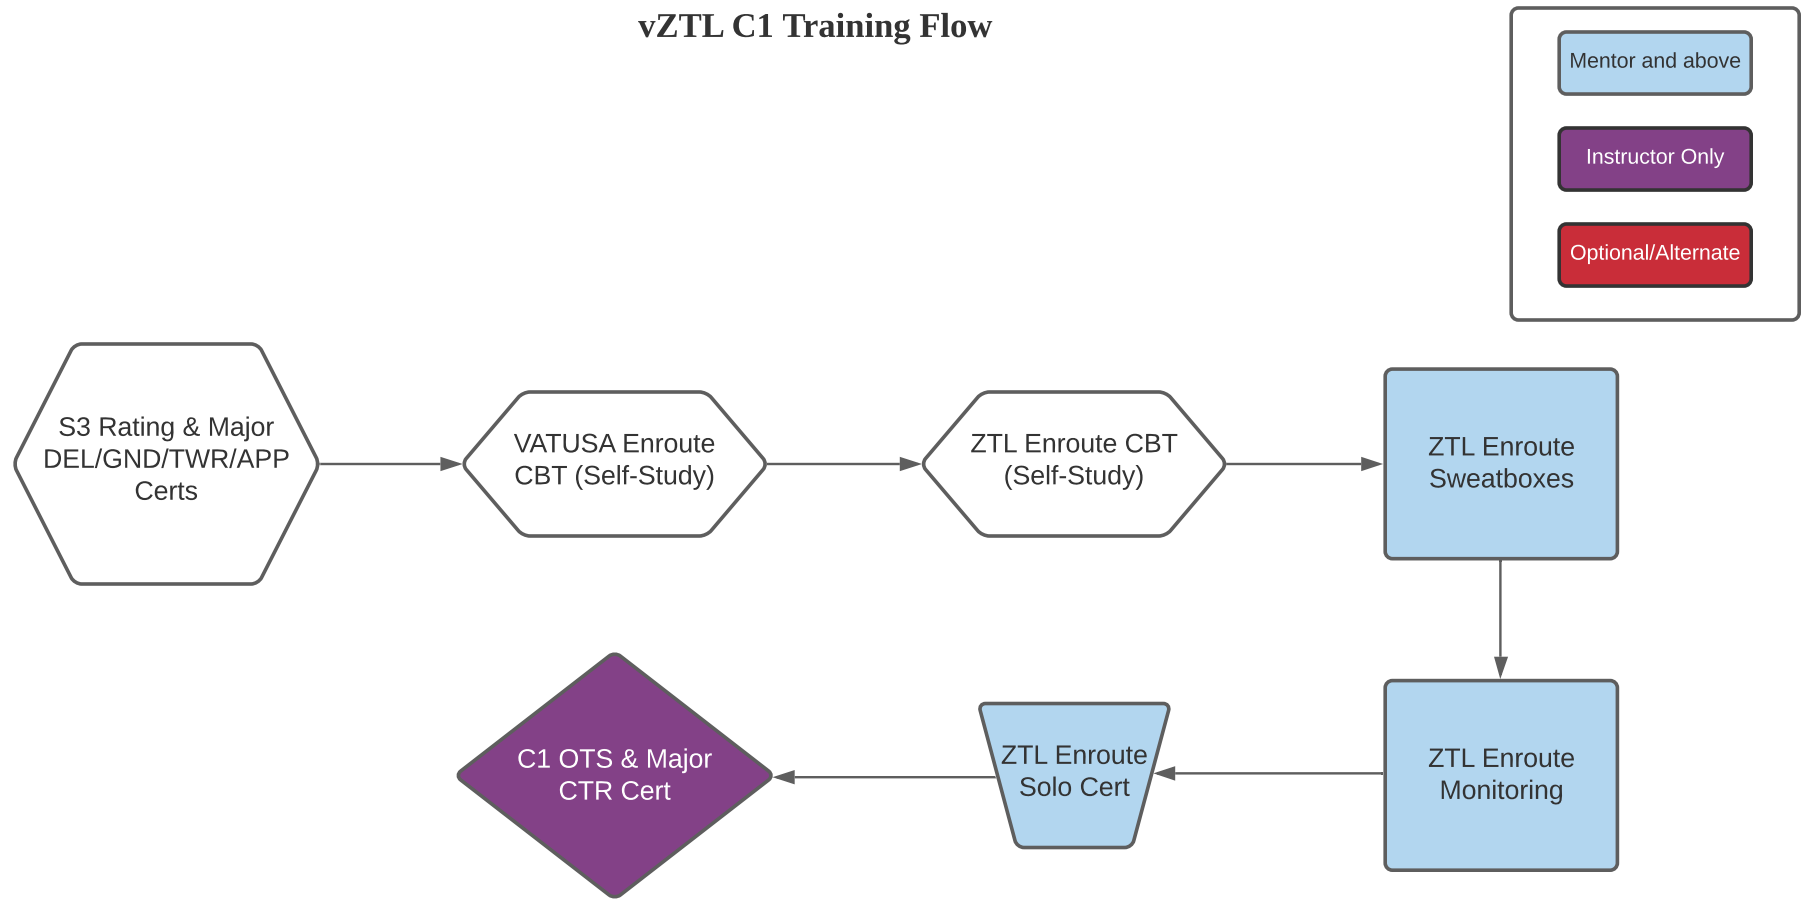 vZTL C1 Training Flow
Mentor and above
Instructor Only
Optional/Alternate
S3 Rating & Major
DEL/GND/TWR/APP
Certs
VATUSA Enroute
CBT (Self-Study)
ZTL Enroute CBT
(Self-Study)
ZTL Enroute
Sweatboxes
ZTL Enroute
Monitoring
ZTL Enroute
Solo Cert
C1 OTS & Major
CTR Cert